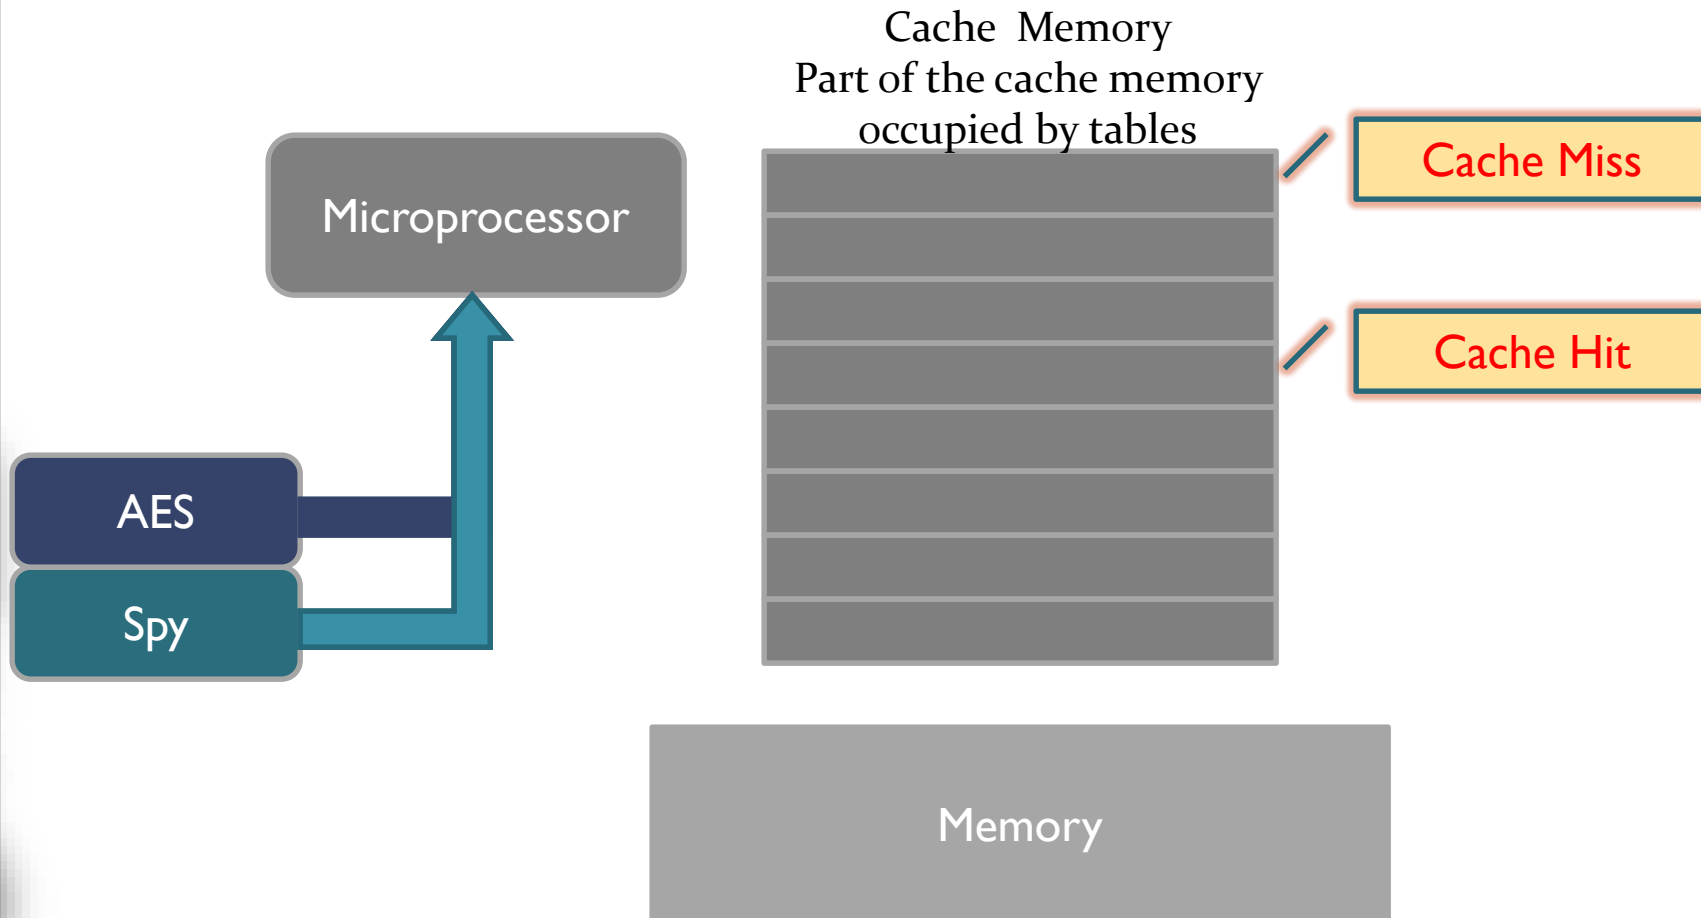 Cache Memory
Part of the cache memory
occupied by tables
Cache Miss
Microprocessor
Cache Hit
AES
Spy
Memory